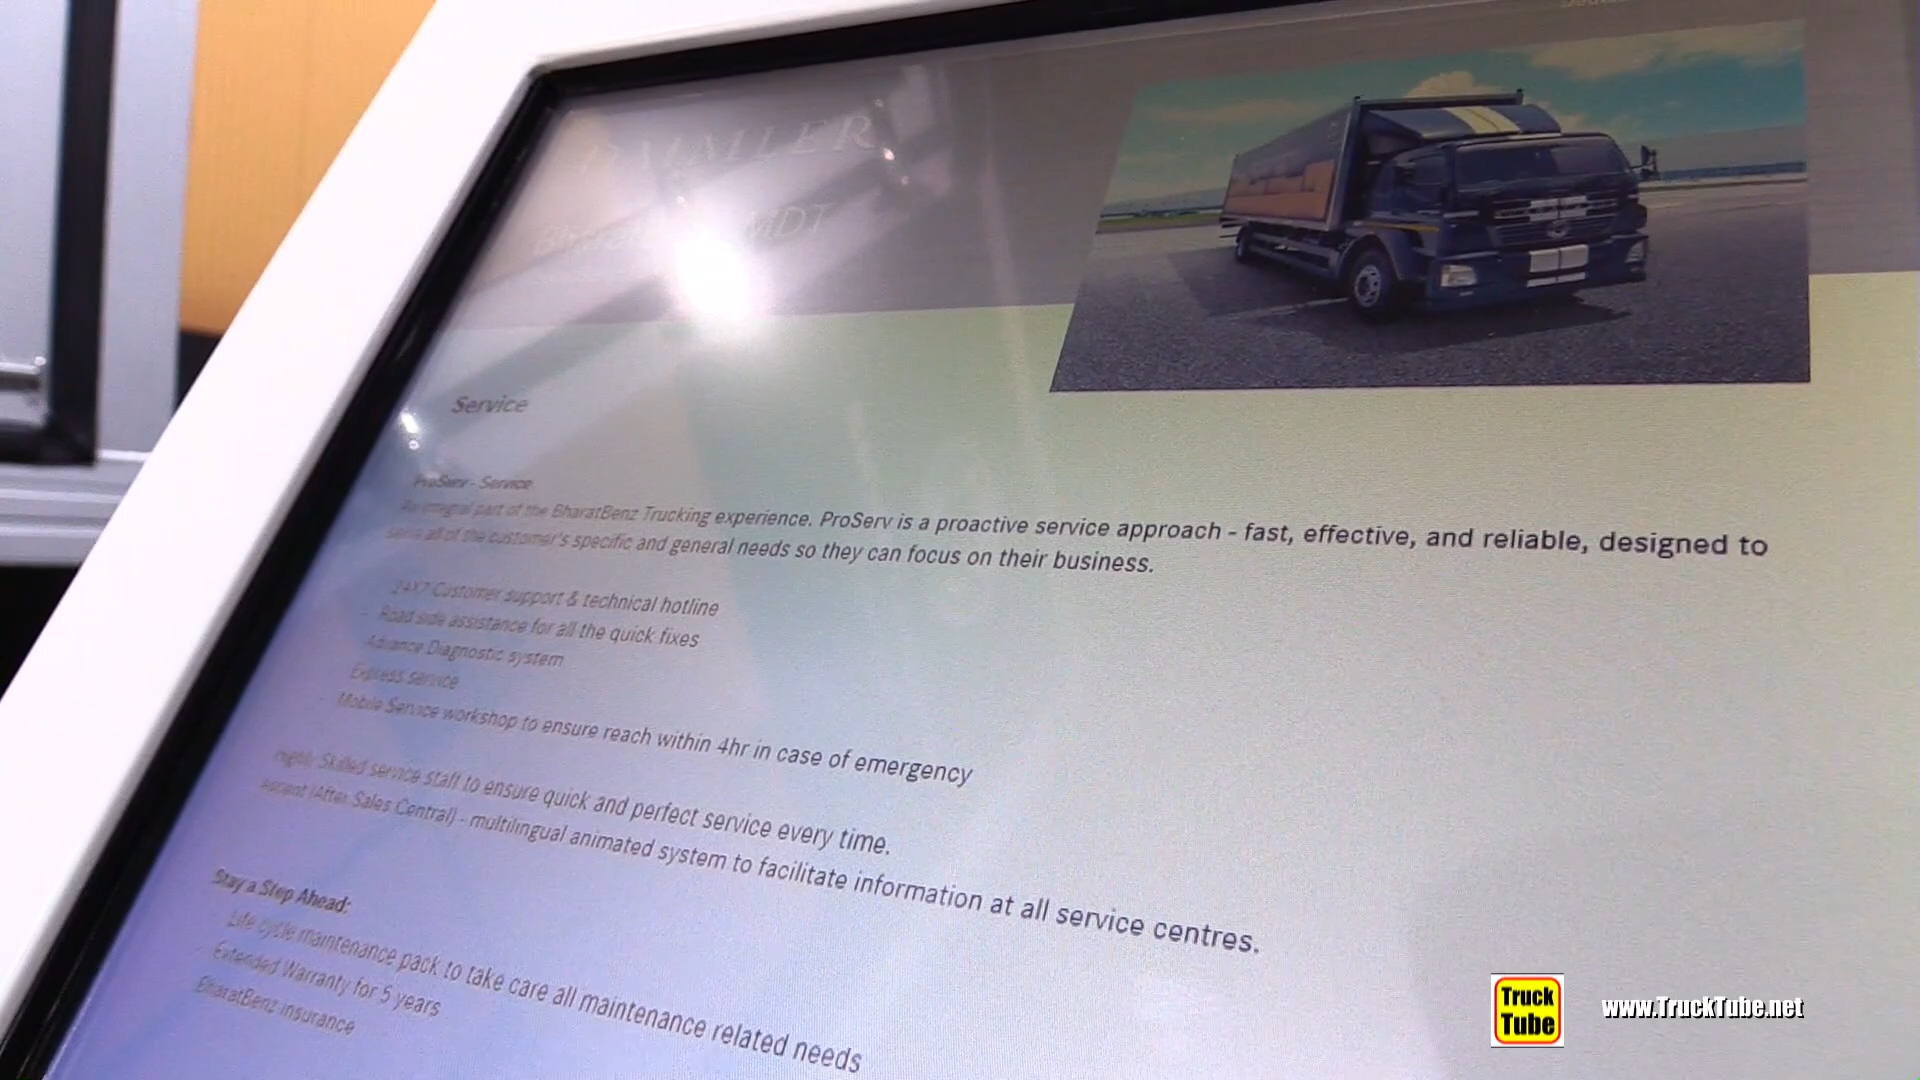 DAIMLER
MDT
Service
ProServ - Service
An integral part of the BharatBenz Trucking experience. ProServ is a proactive service approach - fast, effective, and reliable, designed to
serve all of the customer's specific and general needs so they can focus on their business.
24X7 Customer support & technical hotline
- Road side assistance for all the quick fixes
Advance Diagnostic system
Express service
- Mobile Service workshop to ensure reach within 4hr in case of emergency
Highly Skilled service staff to ensure quick and perfect service every time.
(After Sales Central) - multilingual animated system to facilitate information at all service centres.
Stay a Step Ahead:
Life cycle maintenance pack to take care all maintenance related needs
- Extended Warranty for 5 years
BharatBenz insurance
Truck
Tube
www.TruckTube.net